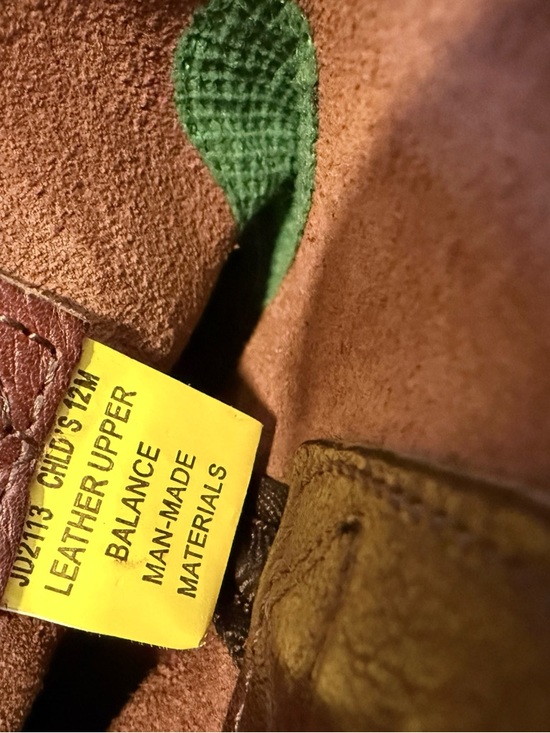 JD2113 CHLD'S 12M
LEATHER UPPER
BALANCE
MAN-MADE
MATERIALS